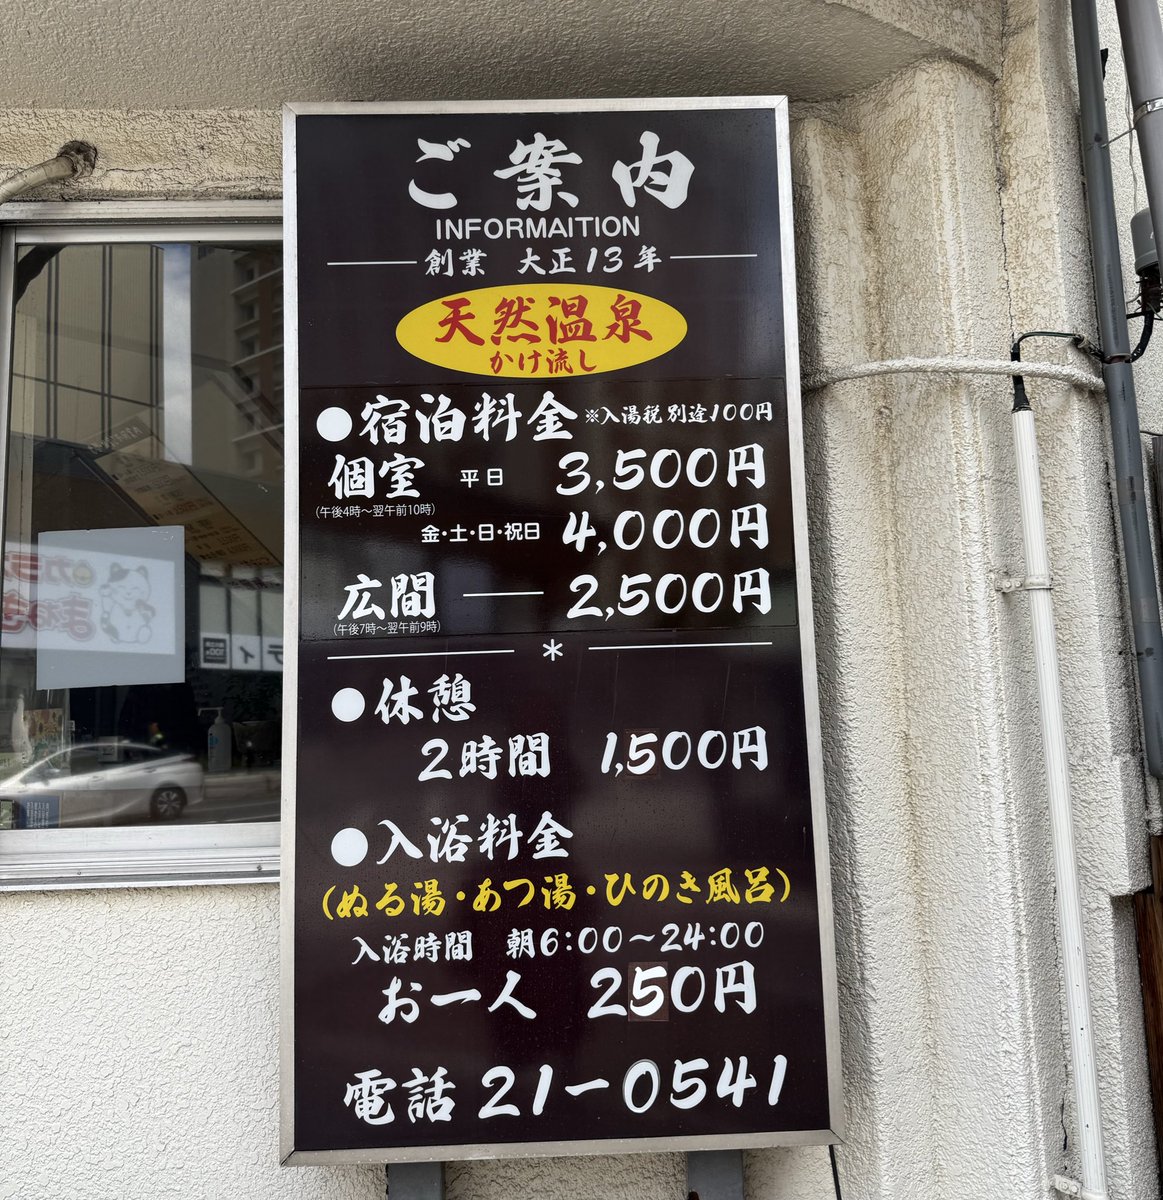 ご案内
INFORMAITION
創業 大正13年
天然温泉
かけ流し
●宿泊料金 ※入湯税 別途100円
個室 平日 3,500円
(午後4時～翌午前10時)
金・土・日・祝日 4,000円
広間 2,500円
(午後7時～翌午前9時)
*
●休憩
2時間 1,500円
●入浴料金
(ぬる湯・あつ湯・ひのき風呂)
入浴時間 朝6:00～24:00
お一人 250円
電話 21-0541